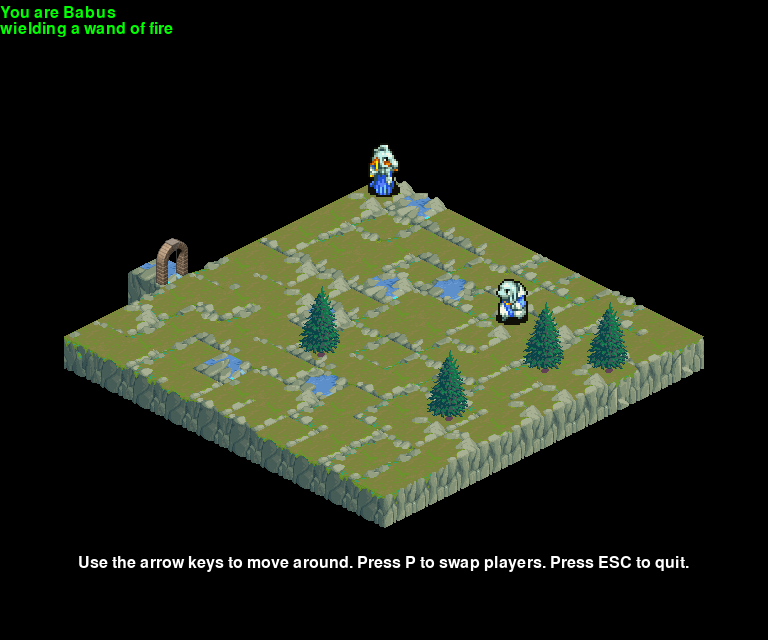 You are Babus
wielding a wand of fire
Use the arrow keys to move around. Press P to swap players. Press ESC to quit.